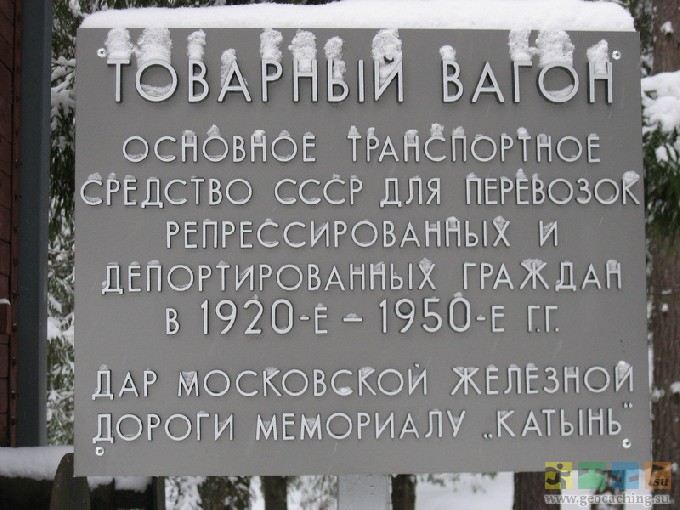 ТОВАРНЫЙ ВАГОН
ОСНОВНОЕ ТРАНСПОРТНОЕ
СРЕДСТВО СССР ДЛЯ ПЕРЕВОЗОК
РЕПРЕССИРОВАННЫХ И
ДЕПОРТИРОВАННЫХ ГРАЖДАН
В 1920-Е – 1950-Е Г.Г.
ДАР МОСКОВСКОЙ ЖЕЛЕЗНОЙ
ДОРОГИ МЕМОРИАЛУ „КАТЫНЬ"
.su
www.geocaching.su